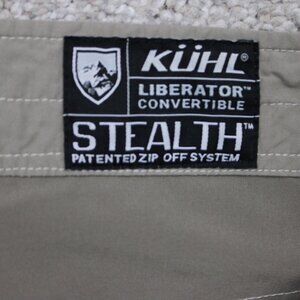 KÜHL®
LIBERATOR™
CONVERTIBLE
STEALTH™
PATENTED ZIP OFF SYSTEM